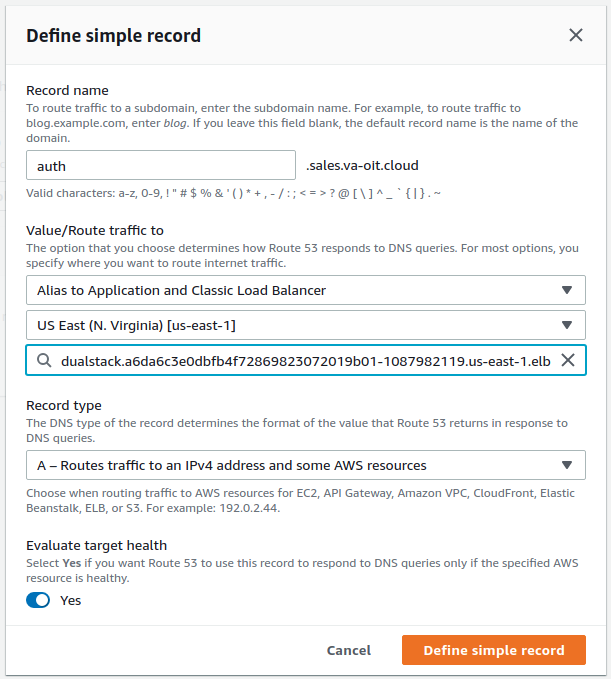 Define simple record
Record name
To route traffic to a subdomain, enter the subdomain name. For example, to route traffic to
blog.example.com, enter blog. If you leave this field blank, the default record name is the name of the
domain.
auth
.sales.va-oit.cloud
Valid characters: a-z, 0-9, ! " # $ % & ' ( ) * + , - / : ; < = > ? @ [ \ ] ^ _ ` { | } . ~
Value/Route traffic to
The option that you choose determines how Route 53 responds to DNS queries. For most options, you
specify where you want to route internet traffic.
Alias to Application and Classic Load Balancer
US East (N. Virginia) [us-east-1]
dualstack.a6da6c3e0dbfb4f72869823072019b01-1087982119.us-east-1.elb
Record type
The DNS type of the record determines the format of the value that Route 53 returns in response to
DNS queries.
A – Routes traffic to an IPv4 address and some AWS resources
Choose when routing traffic to AWS resources for EC2, API Gateway, Amazon VPC, CloudFront, Elastic
Beanstalk, ELB, or S3. For example: 192.0.2.44.
Evaluate target health
Select Yes if you want Route 53 to use this record to respond to DNS queries only if the specified AWS
resource is healthy.
Yes
Cancel
Define simple record